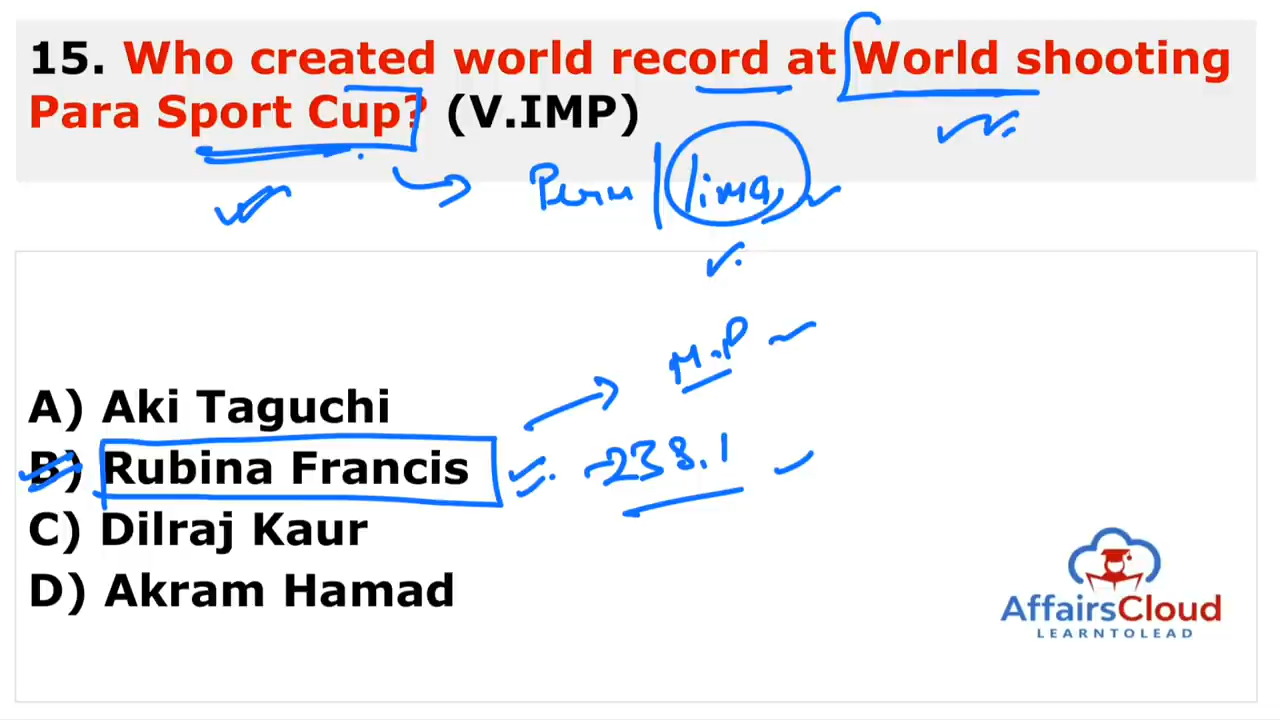 15. Who created world record at World shooting
Para Sport Cup? (V.IMP)
Peru | lima,
M.P
A) Aki Taguchi
B) Rubina Francis
-238.1
C) Dilraj Kaur
D) Akram Hamad
AffairsCloud
LEARNTOLEAD